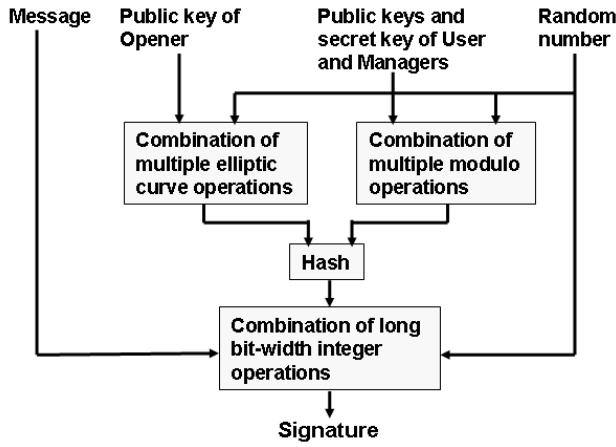 Message
Public key of
Opener
Public keys and
secret key of User
and Managers
Random
number
Combination of
multiple elliptic
curve operations
Combination of
multiple modulo
operations
Hash
Combination of long
bit-width integer
operations
Signature